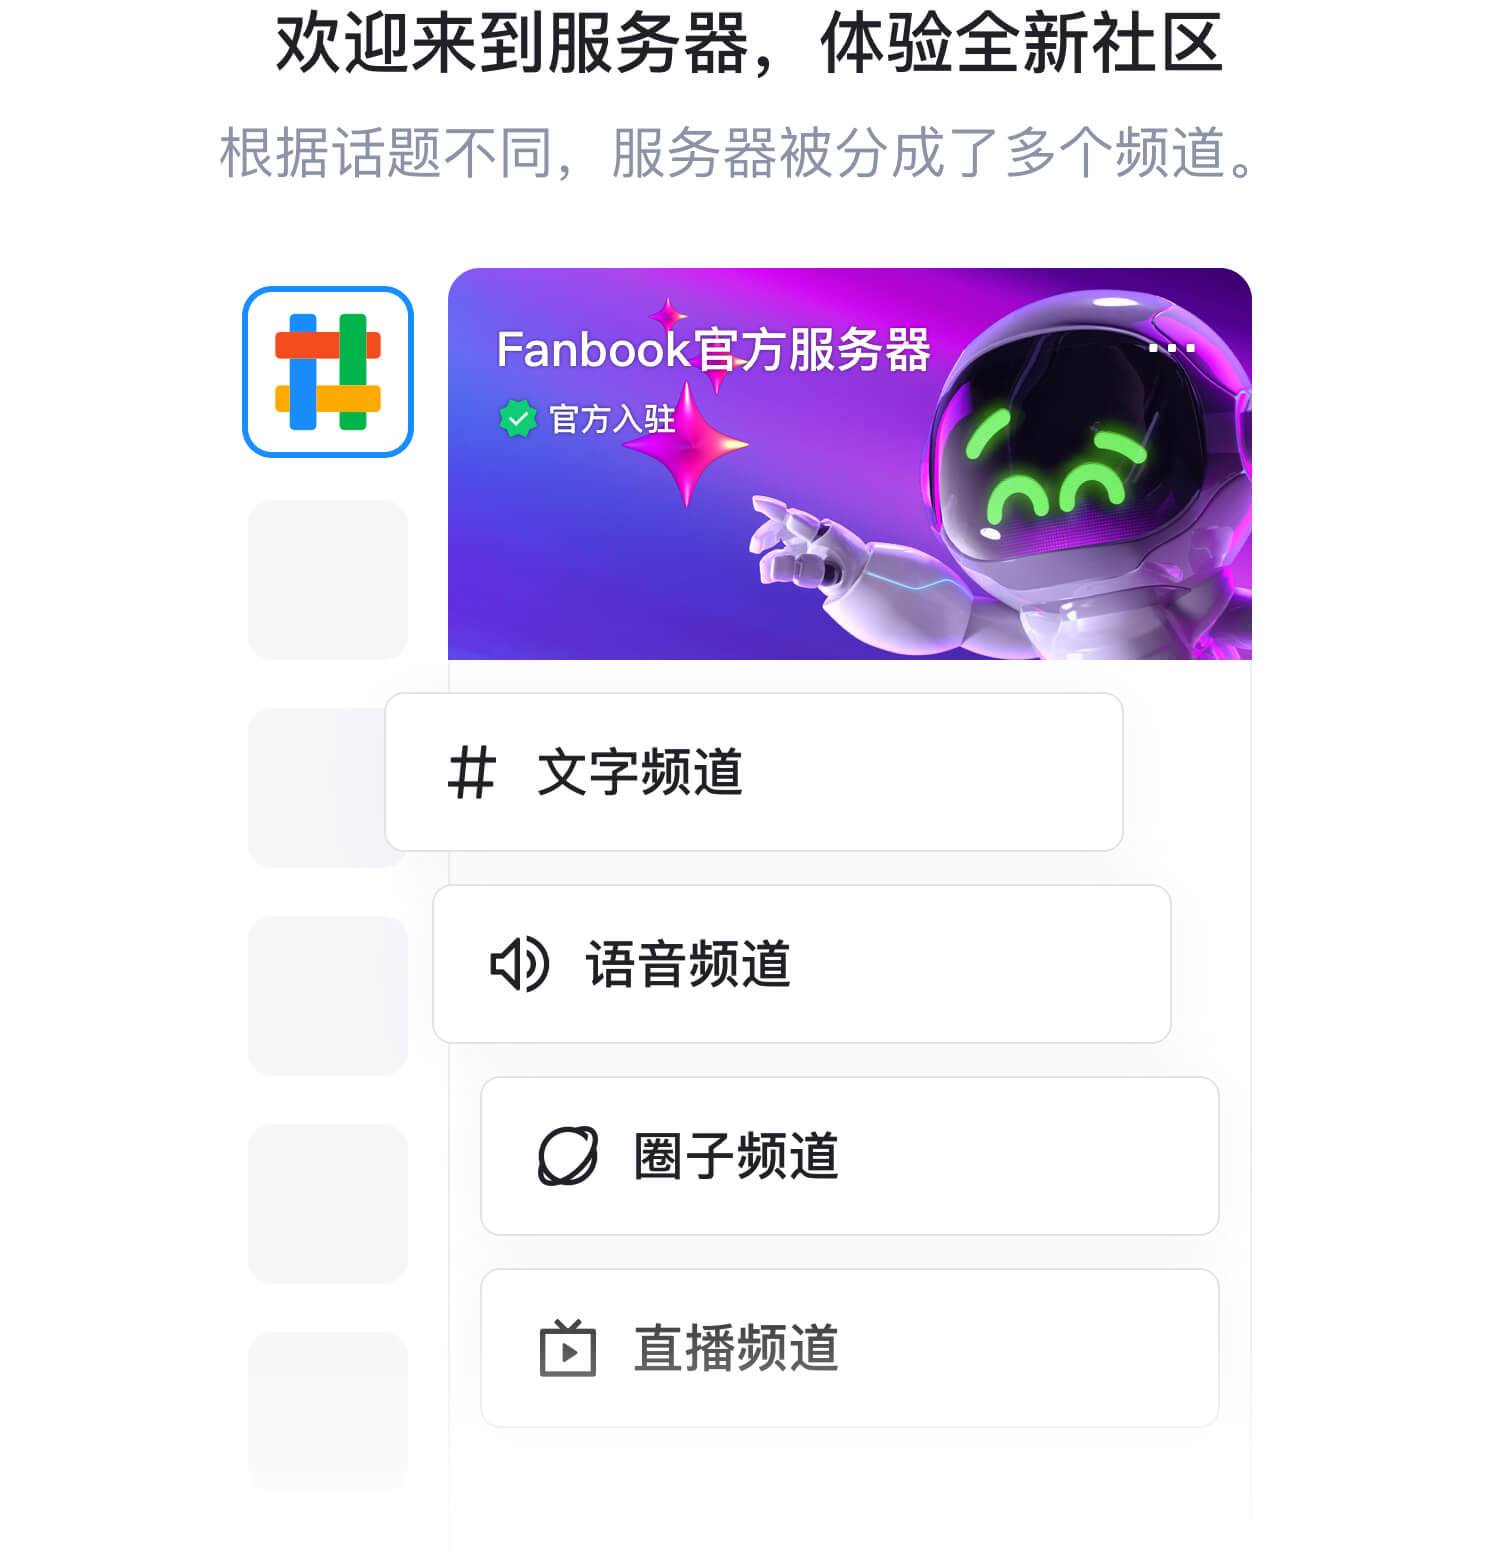 欢迎来到服务器，体验全新社区
根据话题不同，服务器被分成了多个频道。
Fanbook官方服务器
官方入驻
文字频道
语音频道
圈子频道
直播频道